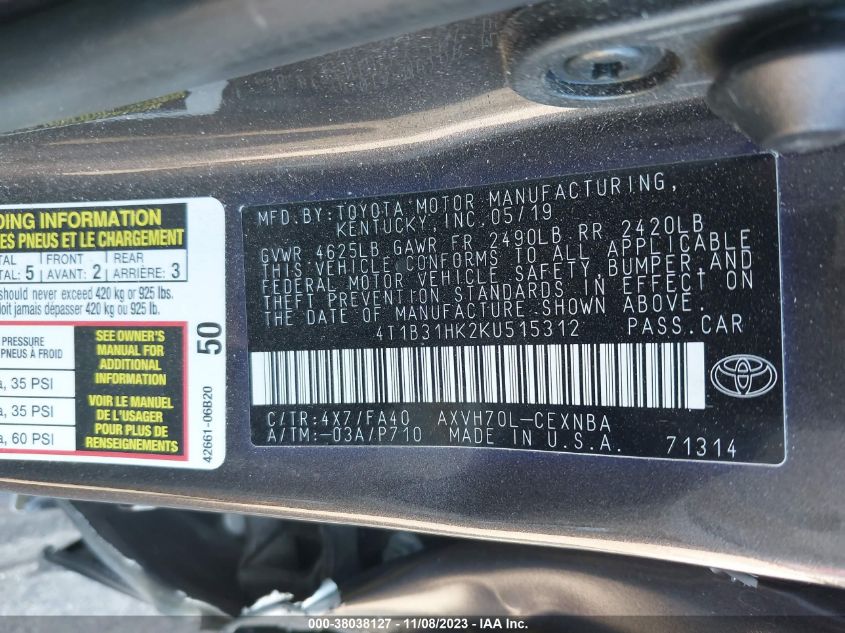 DING INFORMATION
ES PNEUS ET LE CHARGEMENT
TAL FRONT REAR
TAL: 5 AVANT: 2 ARRIÈRE: 3
should never exceed 420 kg or 925 lbs.
oit jamais dépasser 420 kg ou 925 lb.
PRESSURE
PNEUS À FROID
, 35 PSI
, 35 PSI
, 60 PSI
SEE OWNER'S
MANUAL FOR
ADDITIONAL
INFORMATION
VOIR LE MANUEL
DE L'USAGER
POUR PLUS DE
RENSEIGNEMENTS
50
42661-06B20
MFD. BY: TOYOTA MOTOR MANUFACTURING,
KENTUCKY, INC. 05/19
GVWR 4625LB GAWR FR 2490LB RR 2420LB
THIS VEHICLE CONFORMS TO ALL APPLICABLE
FEDERAL MOTOR VEHICLE SAFETY, BUMPER, AND
THEFT PREVENTION STANDARDS IN EFFECT ON
THE DATE OF MANUFACTURE SHOWN ABOVE.
4T1B31HK2KU515312 PASS. CAR
C/TR: 4X7/FA40 AXVH70L-CEXNBA
A/TM: -03A/P710 MADE IN U.S.A. 71314
000-38038127 - 11/08/2023 - IAA Inc.